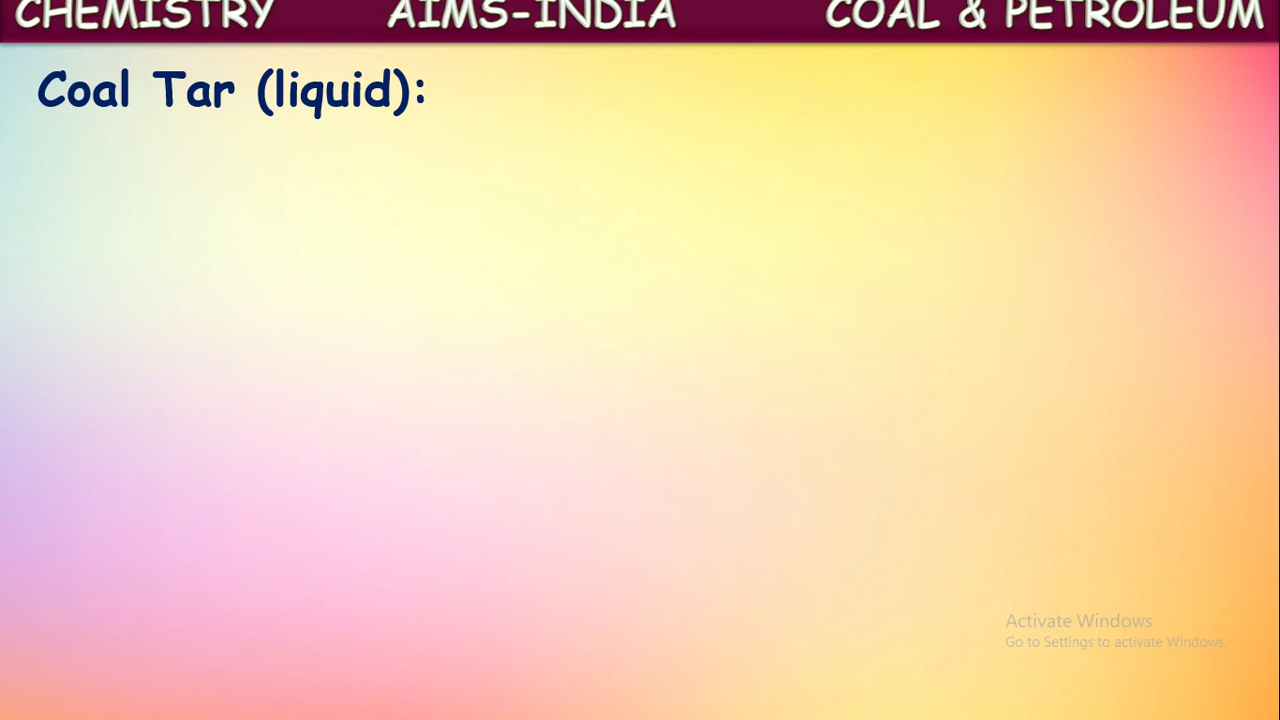 CHEMISTRY AIMS-INDIA COAL & PETROLEUM
Coal Tar (liquid):
Activate Windows
Go to Settings to activate Windows.